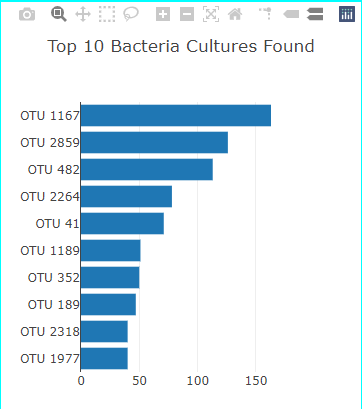 Top 10 Bacteria Cultures Found
OTU 1167
OTU 2859
OTU 482
OTU 2264
OTU 41
OTU 1189
OTU 352
OTU 189
OTU 2318
OTU 1977
0 50 100 150